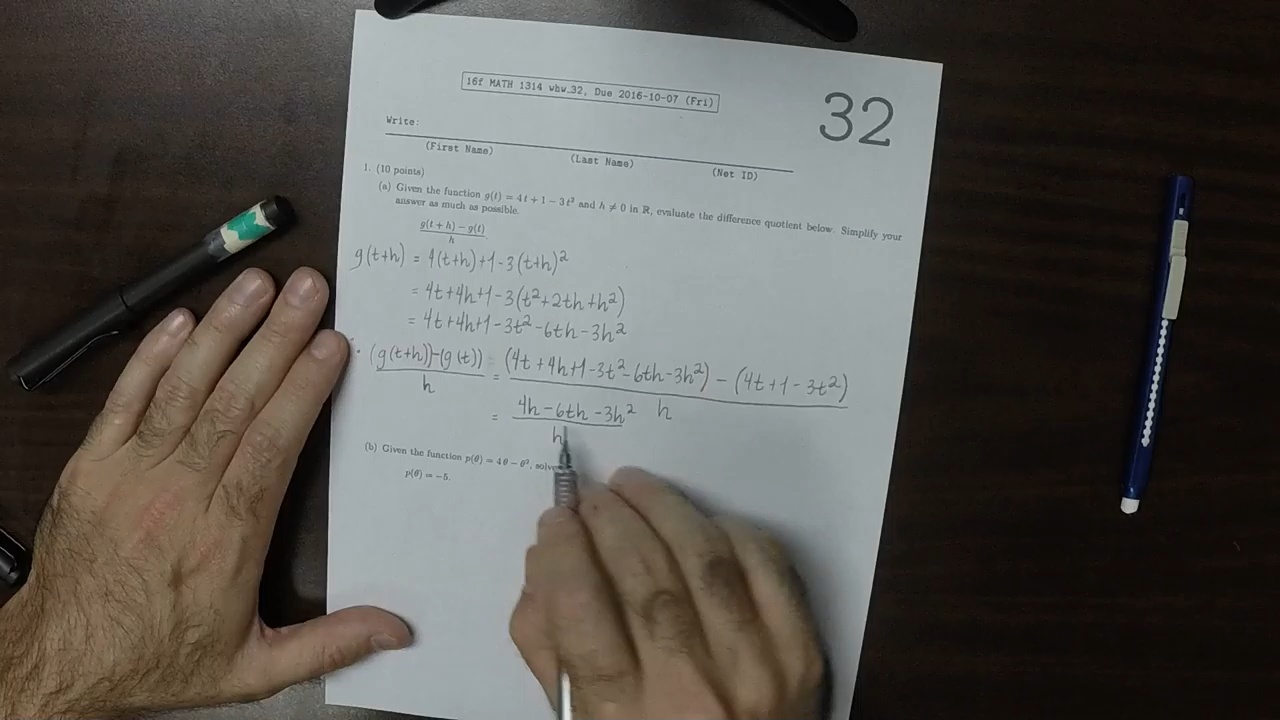 16f MATH 1314 whw_32, Due 2016-10-07 (Fri)
32
Write:
(First Name) (Last Name) (Net ID)
1. (10 points)
(a) Given the function g(t) = 4t + 1 − 3t² and h ≠ 0 in ℝ, evaluate the difference quotient below. Simplify your
answer as much as possible.
g(t + h) − g(t)
h
g(t+h) = 4(t+h)+1-3(t+h)²
= 4t+4h+1-3(t²+2th+h²)
= 4t+4h+1-3t²-6th-3h²
(g(t+h))-(g(t)) = (4t+4h+1-3t²-6th-3h²) - (4t+1-3t²)
h h
= 4h-6th-3h²
h
(b) Given the function p(θ) = 4θ − θ², solve
p(θ) = −5.